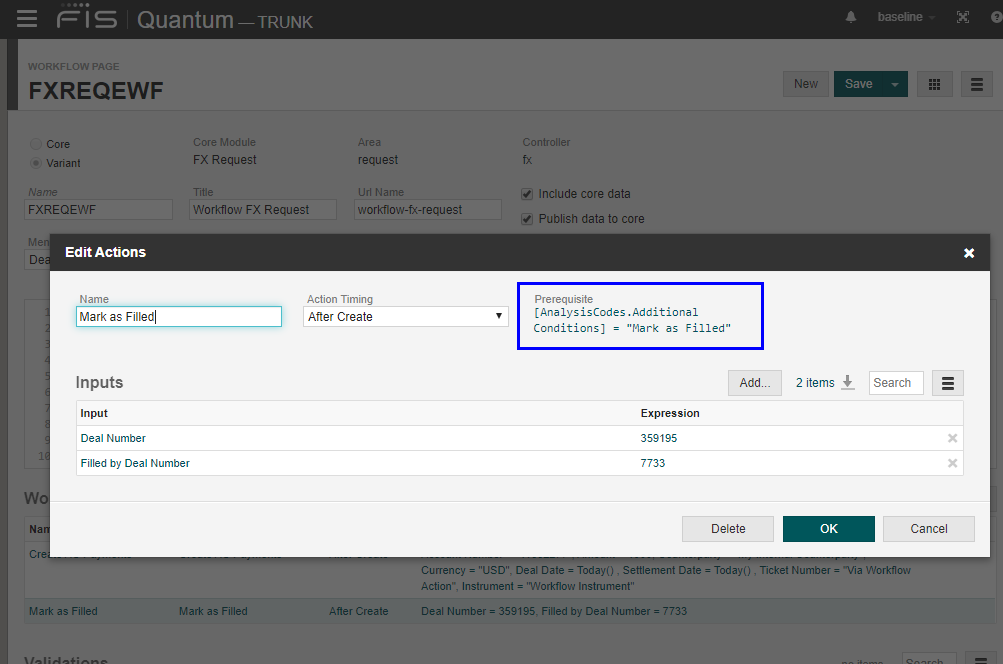 FIS Quantum — TRUNK
baseline
WORKFLOW PAGE
FXREQEWF
New
Save
Core
Variant
Core Module
FX Request
Area
request
Controller
fx
Name
FXREQEWF
Title
Workflow FX Request
Url Name
workflow-fx-request
Include core data
Publish data to core
Men
Dea
Edit Actions
Name
Mark as Filled
Action Timing
After Create
Prerequisite
[AnalysisCodes.Additional
Conditions] = "Mark as Filled"
Inputs
Add...
2 items
Search
Input Expression
Deal Number 359195
Filled by Deal Number 7733
Delete
OK
Cancel
Wo
Nam
Currency = "USD", Deal Date = Today() , Settlement Date = Today() , Ticket Number = "Via Workflow
Action", Instrument = "Workflow Instrument"
Mark as Filled Mark as Filled After Create Deal Number = 359195, Filled by Deal Number = 7733
Validations
no items
Search